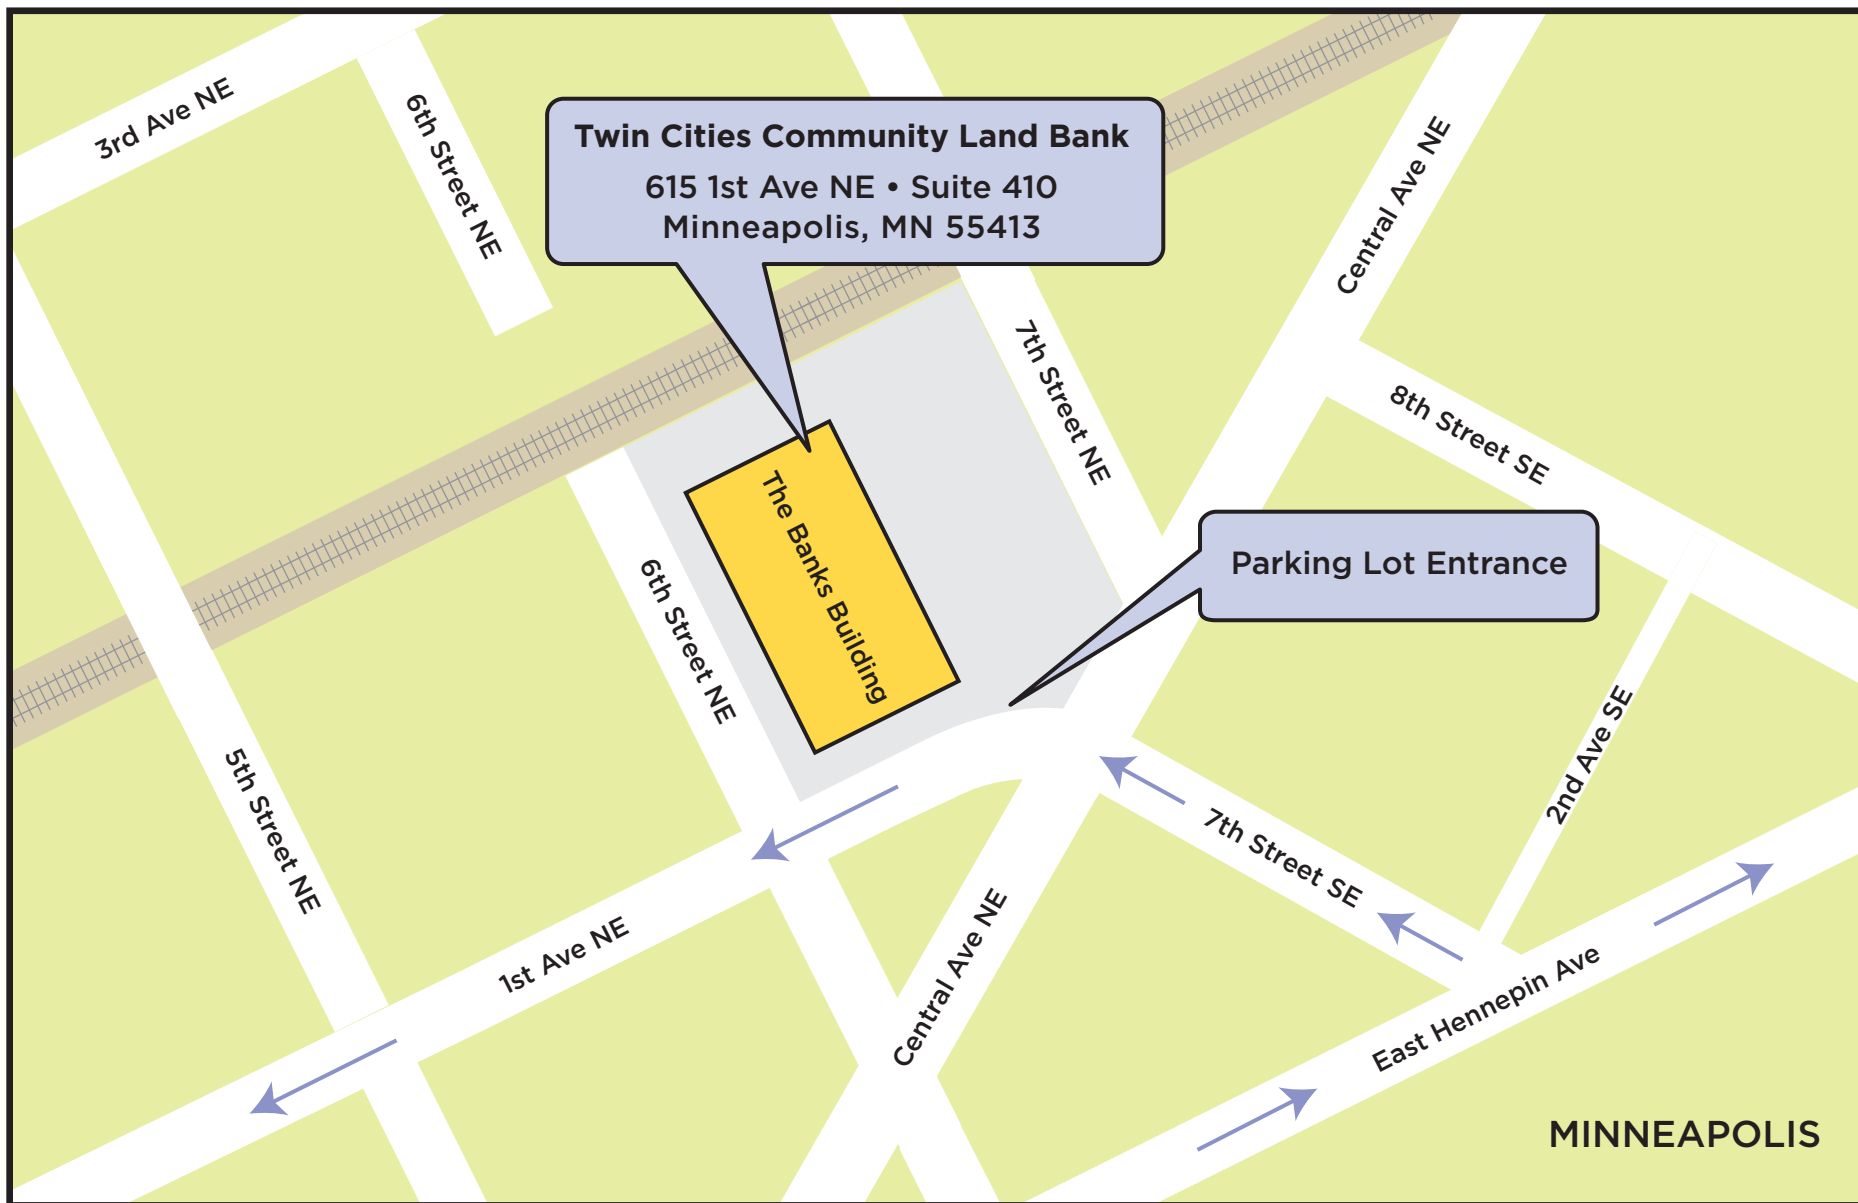 3rd Ave NE
6th Street NE
Twin Cities Community Land Bank
615 1st Ave NE • Suite 410
Minneapolis, MN 55413
Central Ave NE
7th Street NE
8th Street SE
The Banks Building
Parking Lot Entrance
6th Street NE
5th Street NE
2nd Ave SE
7th Street SE
1st Ave NE
Central Ave NE
East Hennepin Ave
MINNEAPOLIS